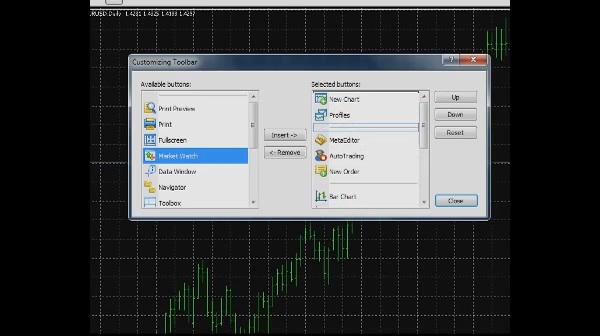 Customizing Toolbar
Available buttons:
Print Preview
Print
Fullscreen
Market Watch
Data Window
Navigator
Toolbox
Insert ->
<- Remove
Selected buttons:
New Chart
Profiles
MetaEditor
AutoTrading
New Order
Bar Chart
Up
Down
Reset
Close